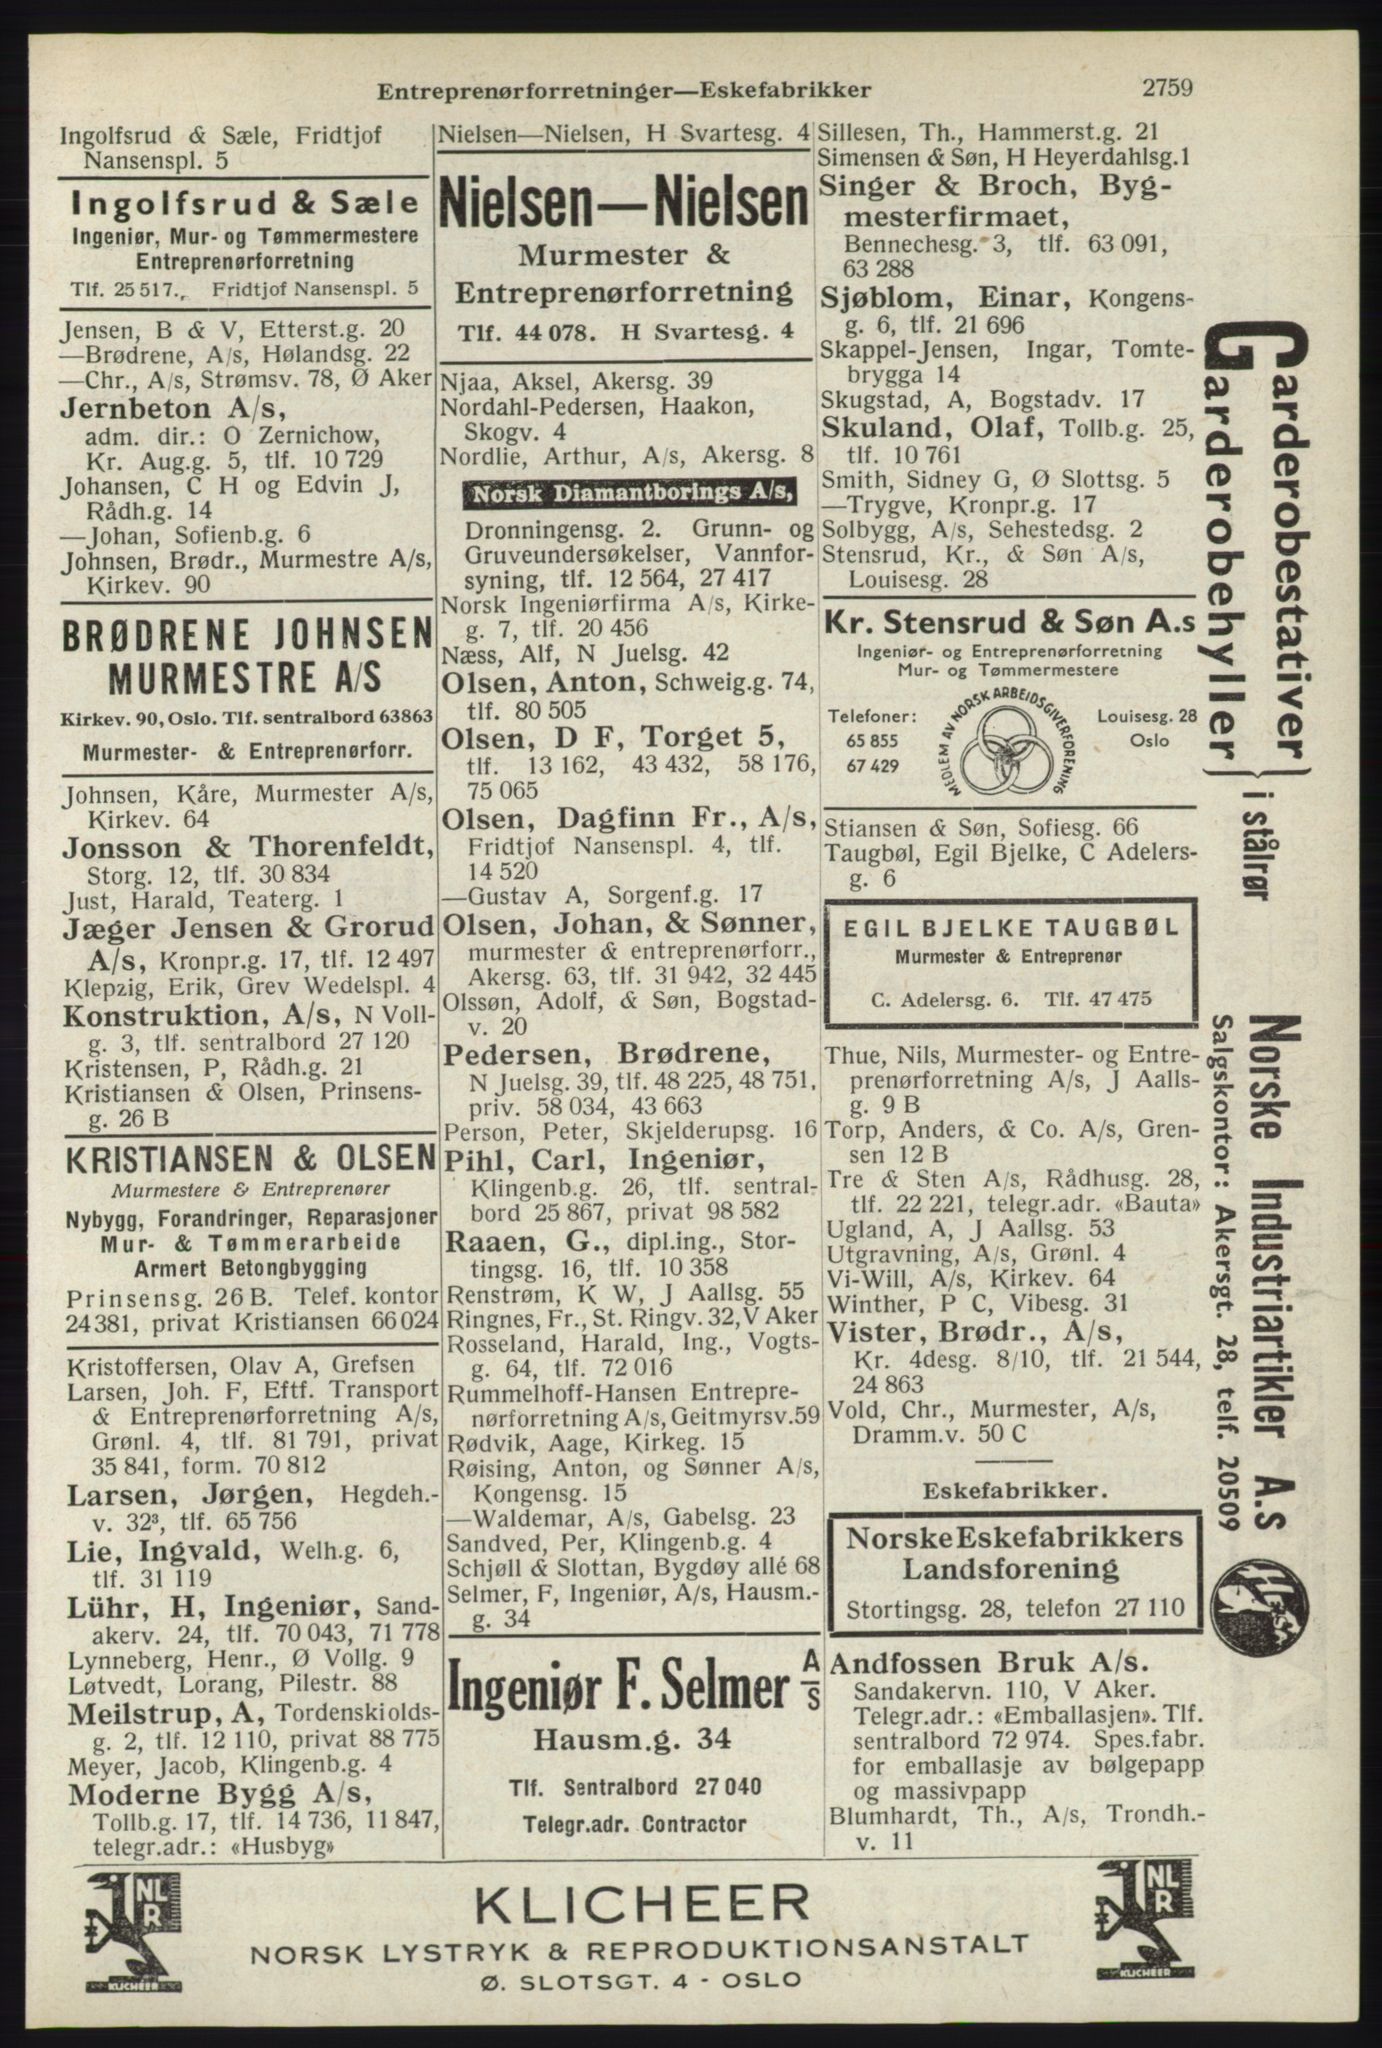 Entreprenørforretninger—Eskefabrikker
2759
Ingolfsrud & Sæle, Fridtjof
Nansenspl. 5
Ingolfsrud & Sæle
Ingeniør, Mur- og Tømmermestere
Entreprenørforretning
Tlf. 25 517., Fridtjof Nansenspl. 5
Jensen, B & V, Etterst.g. 20
—Brødrene, A/s, Hølandsg. 22
—Chr., A/s, Strømsv. 78, Ø Aker
Jernbeton A/s,
adm. dir.: O Zernichow,
Kr. Aug.g. 5, tlf. 10 729
Johansen, C H og Edvin J,
Rådh.g. 14
—Johan, Sofienb.g. 6
Johnsen, Brødr., Murmestre A/s,
Kirkev. 90
BRØDRENE JOHNSEN
MURMESTRE A/S
Kirkev. 90, Oslo. Tlf. sentralbord 63863
Murmester- & Entreprenørforr.
Johnsen, Kåre, Murmester A/s,
Kirkev. 64
Jonsson & Thorenfeldt,
Storg. 12, tlf. 30 834
Just, Harald, Teaterg. 1
Jæger Jensen & Grorud
A/s, Kronpr.g. 17, tlf. 12 497
Klepzig, Erik, Grev Wedelspl. 4
Konstruktion, A/s, N Voll-
g. 3, tlf. sentralbord 27 120
Kristensen, P, Rådh.g. 21
Kristiansen & Olsen, Prinsens-
g. 26 B
KRISTIANSEN & OLSEN
Murmestere & Entreprenører
Nybygg, Forandringer, Reparasjoner
Mur- & Tømmerarbeide
Armert Betongbygging
Prinsensg. 26 B. Telef. kontor
24 381, privat Kristiansen 66 024
Kristoffersen, Olav A, Grefsen
Larsen, Joh. F, Eftf. Transport
& Entreprenørforretning A/s,
Grønl. 4, tlf. 81 791, privat
35 841, form. 70 812
Larsen, Jørgen, Hegdeh.-
v. 32³, tlf. 65 756
Lie, Ingvald, Welh.g. 6,
tlf. 31 119
Lühr, H, Ingeniør, Sand-
akerv. 24, tlf. 70 043, 71 778
Lynneberg, Henr., Ø Vollg. 9
Løtvedt, Lorang, Pilestr. 88
Meilstrup, A, Tordenskiolds-
g. 2, tlf. 12 110, privat 88 775
Meyer, Jacob, Klingenb.g. 4
Moderne Bygg A/s,
Tollb.g. 17, tlf. 14 736, 11 847,
telegr.adr.: «Husbyg»
Nielsen—Nielsen, H Svartesg. 4
Nielsen—Nielsen
Murmester &
Entreprenørforretning
Tlf. 44 078. H Svartesg. 4
Njaa, Aksel, Akersg. 39
Nordahl-Pedersen, Haakon,
Skogv. 4
Nordlie, Arthur, A/s, Akersg. 8
Norsk Diamantborings A/s,
Dronningensg. 2. Grunn- og
Gruveundersøkelser, Vannfor-
syning, tlf. 12 564, 27 417
Norsk Ingeniørfirma A/s, Kirke-
g. 7, tlf. 20 456
Næss, Alf, N Juelsg. 42
Olsen, Anton, Schweig.g. 74,
tlf. 80 505
Olsen, D F, Torget 5,
tlf. 13 162, 43 432, 58 176,
75 065
Olsen, Dagfinn Fr., A/s,
Fridtjof Nansenspl. 4, tlf.
14 520
—Gustav A, Sorgenf.g. 17
Olsen, Johan, & Sønner,
murmester & entreprenørforr.,
Akersg. 63, tlf. 31 942, 32 445
Olssøn, Adolf, & Søn, Bogstad-
v. 20
Pedersen, Brødrene,
N Juelsg. 39, tlf. 48 225, 48 751,
priv. 58 034, 43 663
Person, Peter, Skjelderupsg. 16
Pihl, Carl, Ingeniør,
Klingenb.g. 26, tlf. sentral-
bord 25 867, privat 98 582
Raaen, G., dipl.ing., Stor-
tingsg. 16, tlf. 10 358
Renstrøm, K W, J Aallsg. 55
Ringnes, Fr., St. Ringv. 32, V Aker
Rosseland, Harald, Ing., Vogts-
g. 64, tlf. 72 016
Rummelhoff-Hansen Entrepre-
nørforretning A/s, Geitmyrsv. 59
Rødvik, Aage, Kirkeg. 15
Røising, Anton, og Sønner A/s,
Kongensg. 15
—Waldemar, A/s, Gabelsg. 23
Sandved, Per, Klingenb.g. 4
Schjøll & Slottan, Bygdøy allé 68
Selmer, F, Ingeniør, A/s, Hausm.-
g. 34
Ingeniør F. Selmer A/S
Hausm.g. 34
Tlf. Sentralbord 27 040
Telegr.adr. Contractor
Sillesen, Th., Hammerst.g. 21
Simensen & Søn, H Heyerdahlsg. 1
Singer & Broch, Byg-
mesterfirmaet,
Bennechesg. 3, tlf. 63 091,
63 288
Sjøblom, Einar, Kongens-
g. 6, tlf. 21 696
Skappel-Jensen, Ingar, Tomte-
brygga 14
Skugstad, A, Bogstadv. 17
Skuland, Olaf, Tollb.g. 25,
tlf. 10 761
Smith, Sidney G, Ø Slottsg. 5
—Trygve, Kronpr.g. 17
Solbygg, A/s, Sehestedsg. 2
Stensrud, Kr., & Søn A/s,
Louisesg. 28
Kr. Stensrud & Søn A.s
Ingeniør- og Entreprenørforretning
Mur- og Tømmermestere
Telefoner:
65 855
67 429
MEDLEM AV NORSK ARBEIDSGIVERFORENING
Louisesg. 28
Oslo
Stiansen & Søn, Sofiesg. 66
Taugbøl, Egil Bjelke, C Adelers-
g. 6
EGIL BJELKE TAUGBØL
Murmester & Entreprenør
C. Adelersg. 6. Tlf. 47 475
Thue, Nils, Murmester- og Entre-
prenørforretning A/s, J Aalls-
g. 9 B
Torp, Anders, & Co. A/s, Gren-
sen 12 B
Tre & Sten A/s, Rådhusg. 28,
tlf. 22 221, telegr.adr. «Bauta»
Ugland, A, J Aallsg. 53
Utgravning, A/s, Grønl. 4
Vi-Will, A/s, Kirkev. 64
Winther, P C, Vibesg. 31
Vister, Brødr., A/s,
Kr. 4desg. 8/10, tlf. 21 544,
24 863
Vold, Chr., Murmester, A/s,
Dramm.v. 50 C
Eskefabrikker.
Norske Eskefabrikkers
Landsforening
Stortingsg. 28, telefon 27 110
Andfossen Bruk A/s.
Sandakervn. 110, V Aker.
Telegr.adr.: «Emballasjen». Tlf.
sentralbord 72 974. Spes.fabr.
for emballasje av bølgepapp
og massivpapp
Blumhardt, Th., A/s, Trondh.-
v. 11
Garderobestativer
Garderobehyller
i stålrør
Norske Industriartikler A.s
Salgskontor: Akersgt. 28, telf. 20509
NLR
KLICHEER
KLICHEER
NORSK LYSTRYK & REPRODUKTIONSANSTALT
Ø. SLOTSGT. 4 - OSLO
NLR
KLICHEER